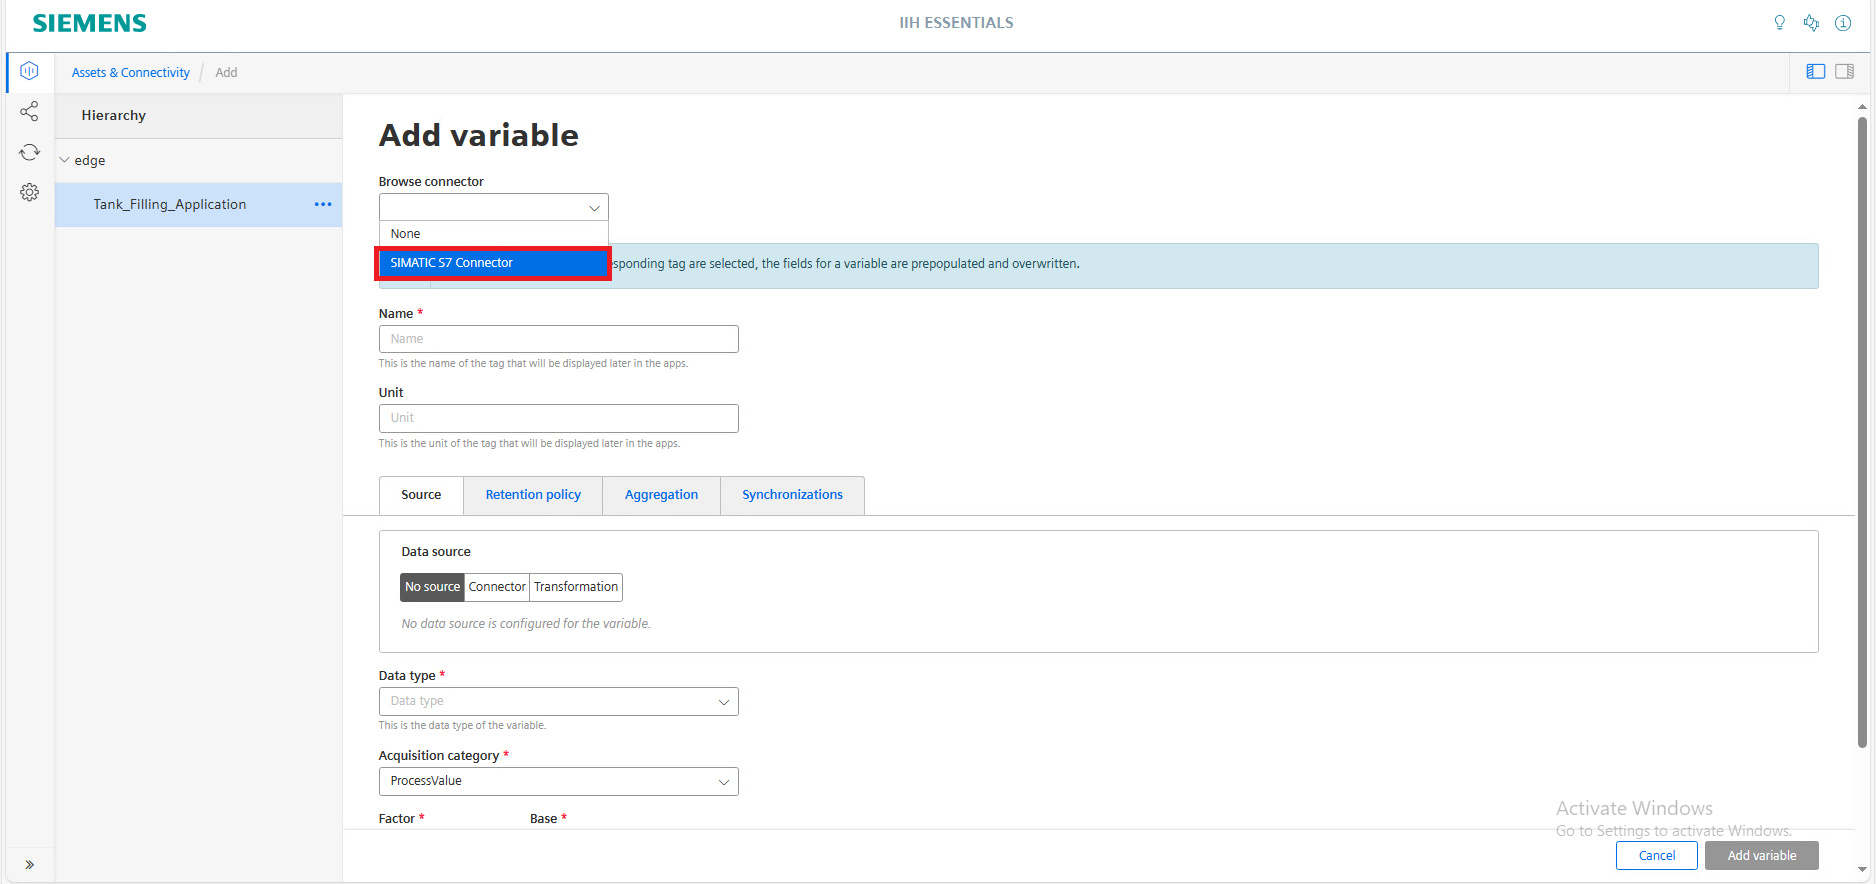 SIEMENS
IIH ESSENTIALS
Assets & Connectivity / Add
Hierarchy
edge
Tank_Filling_Application
Add variable
Browse connector
None
SIMATIC S7 Connector
tag are selected, the fields for a variable are prepopulated and overwritten.
Name *
Name
This is the name of the tag that will be displayed later in the apps.
Unit
Unit
This is the unit of the tag that will be displayed later in the apps.
Source Retention policy Aggregation Synchronizations
Data source
No source Connector Transformation
No data source is configured for the variable.
Data type *
Data type
This is the data type of the variable.
Acquisition category *
ProcessValue
Factor * Base *
Activate Windows
Go to Settings to activate Windows.
Cancel Add variable